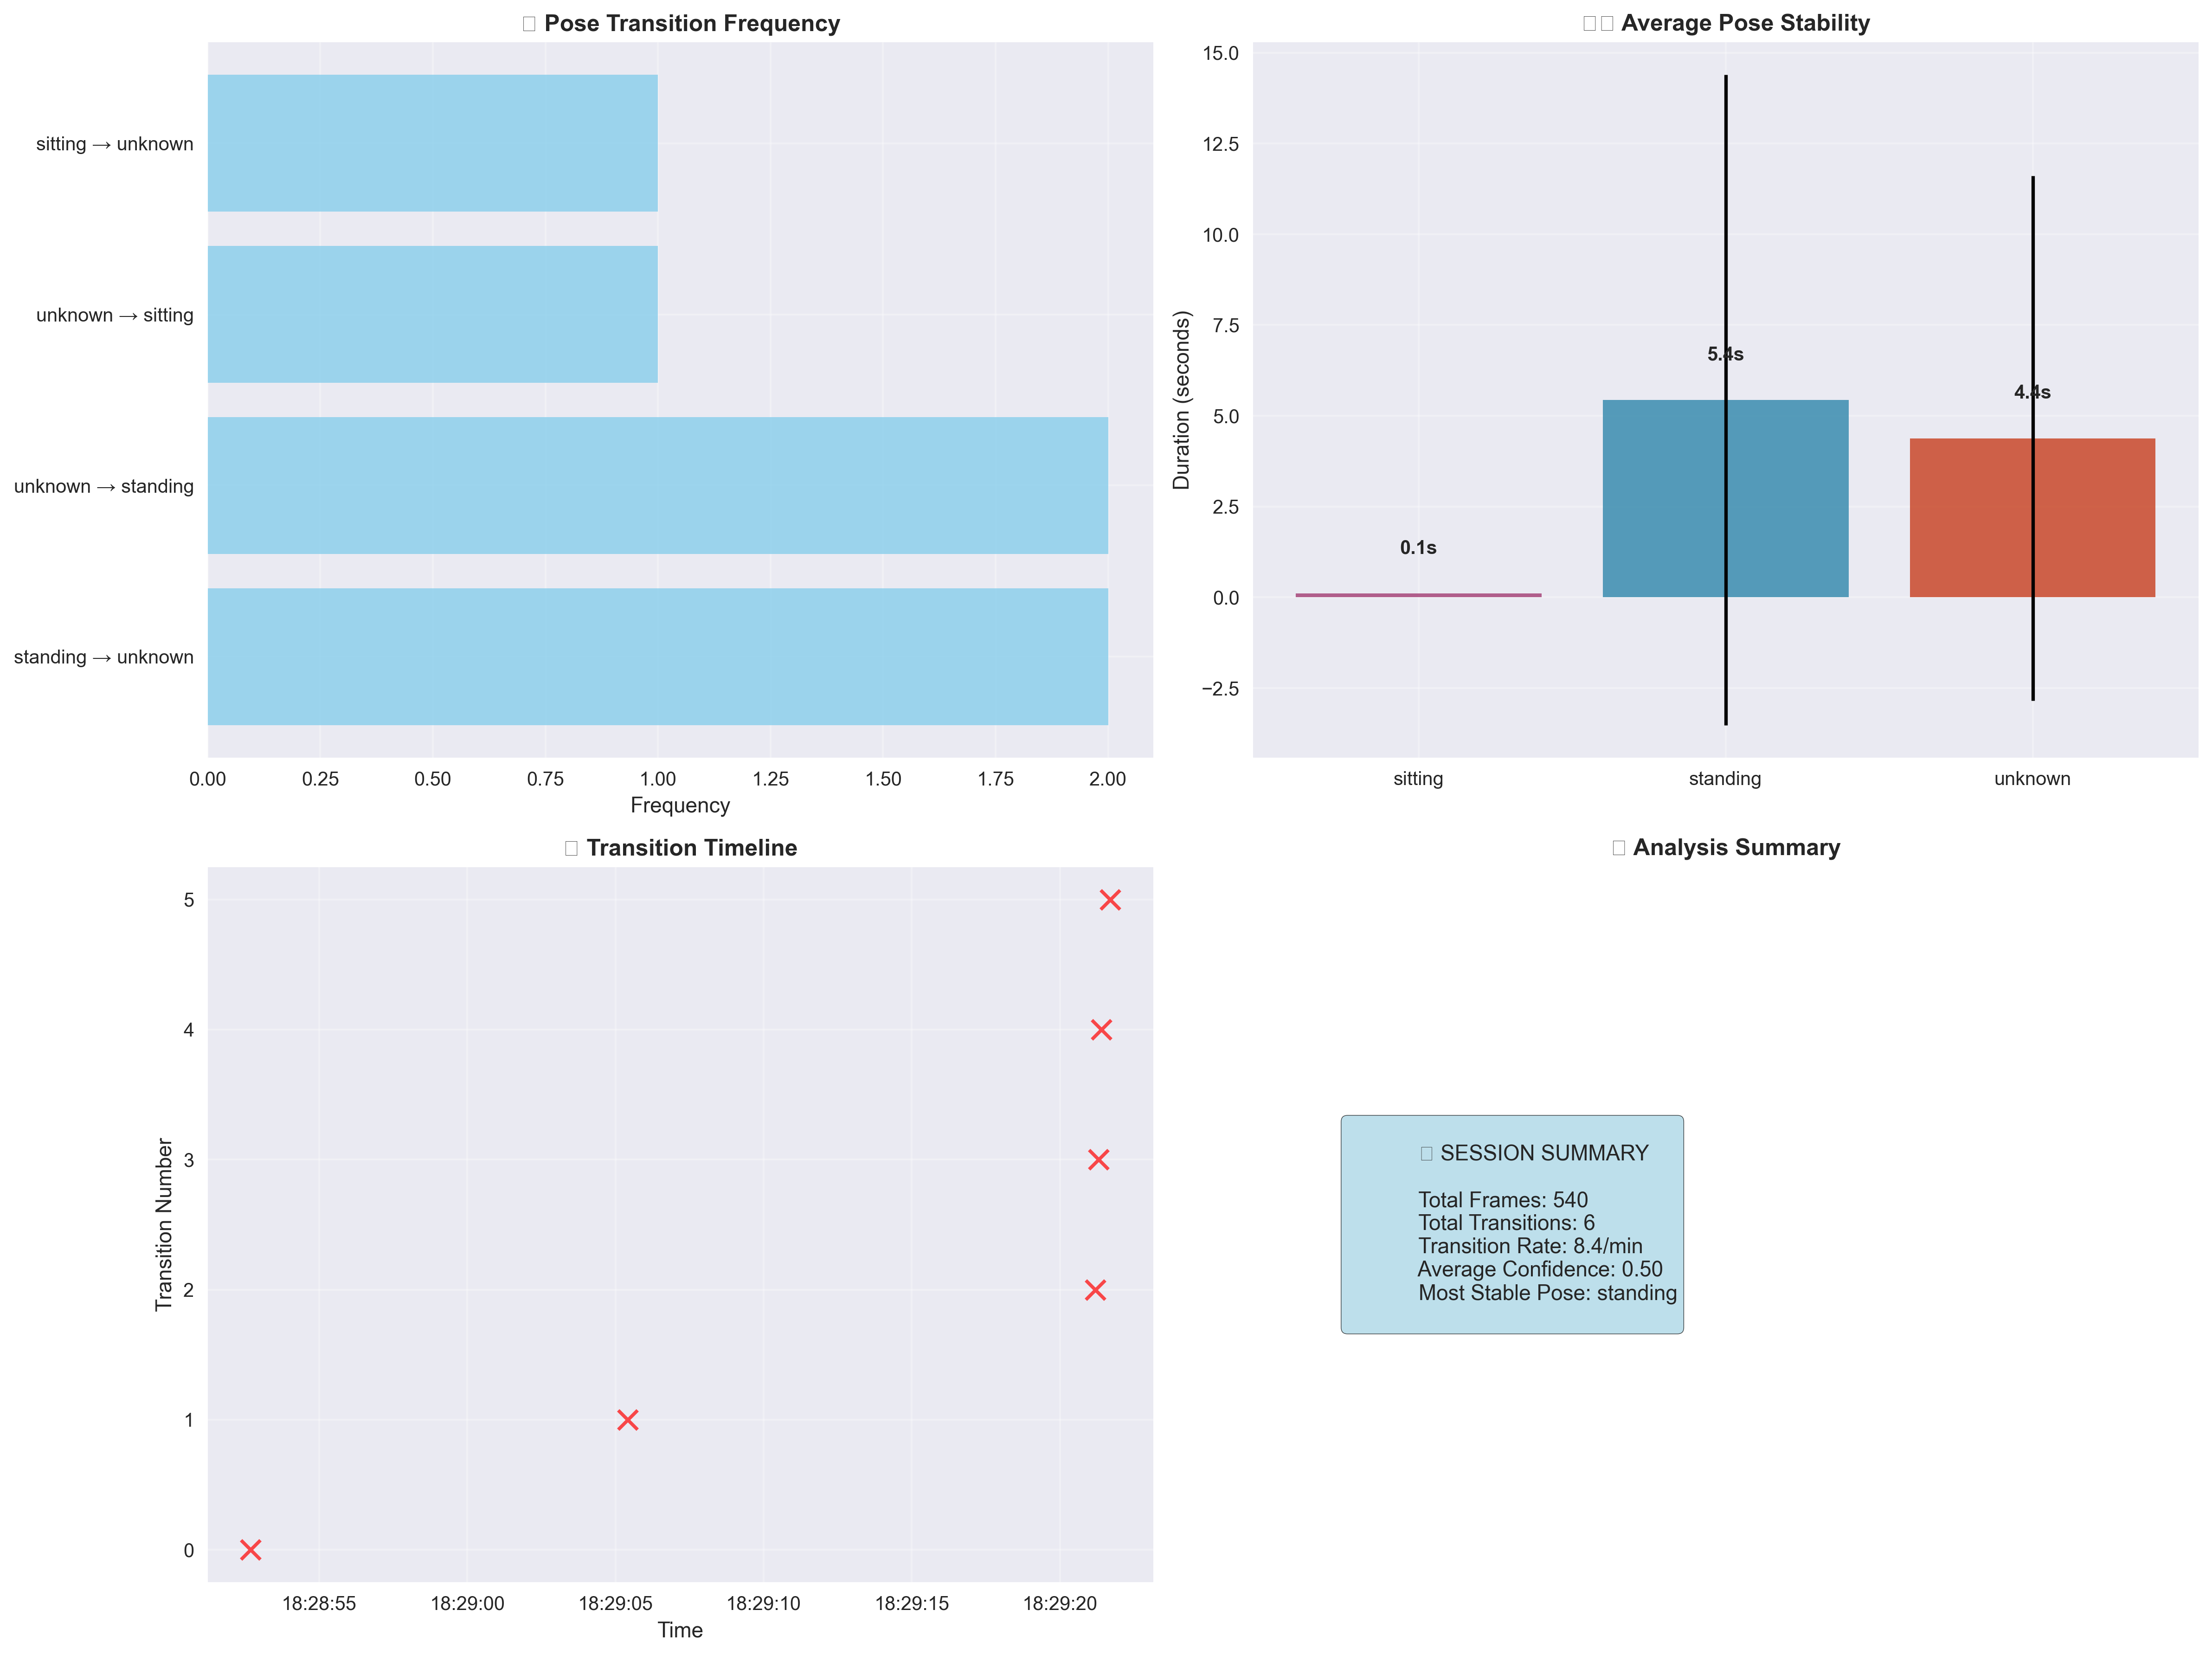 Pose Transition Frequency
sitting → unknown
unknown → sitting
unknown → standing
standing → unknown
0.00 0.25 0.50 0.75 1.00 1.25 1.50 1.75 2.00
Frequency
Average Pose Stability
Duration (seconds)
15.0
12.5
10.0
7.5
5.0
2.5
0.0
−2.5
0.1s
5.4s
4.4s
sitting standing unknown
Transition Timeline
Transition Number
5
4
3
2
1
0
18:28:55 18:29:00 18:29:05 18:29:10 18:29:15 18:29:20
Time
Analysis Summary
SESSION SUMMARY
Total Frames: 540
Total Transitions: 6
Transition Rate: 8.4/min
Average Confidence: 0.50
Most Stable Pose: standing